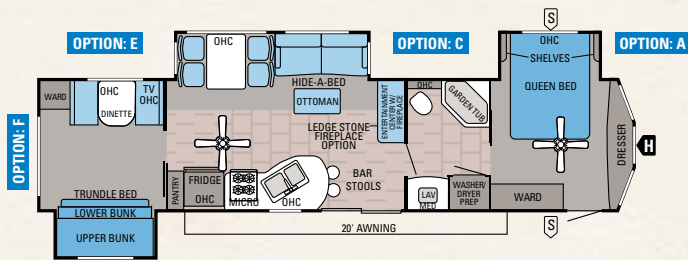 S
OPTION: E
OHC
OPTION: C
OHC
SHELVES
OPTION: A
QUEEN BED
HIDE-A-BED
OTTOMAN
ENTERTAINMENT
CENTER W/
FIREPLACE
OHC
GARDEN TUB
WARD
OHC
DINETTE
TV
OHC
LEDGE STONE
FIREPLACE
OPTION
OPTION: F
DRESSER
H
TRUNDLE BED
LOWER BUNK
UPPER BUNK
PANTRY
FRIDGE
OHC
MICRO
OHC
BAR
STOOLS
LAV
MED
WASHER/
DRYER
PREP
WARD
20' AWNING
S